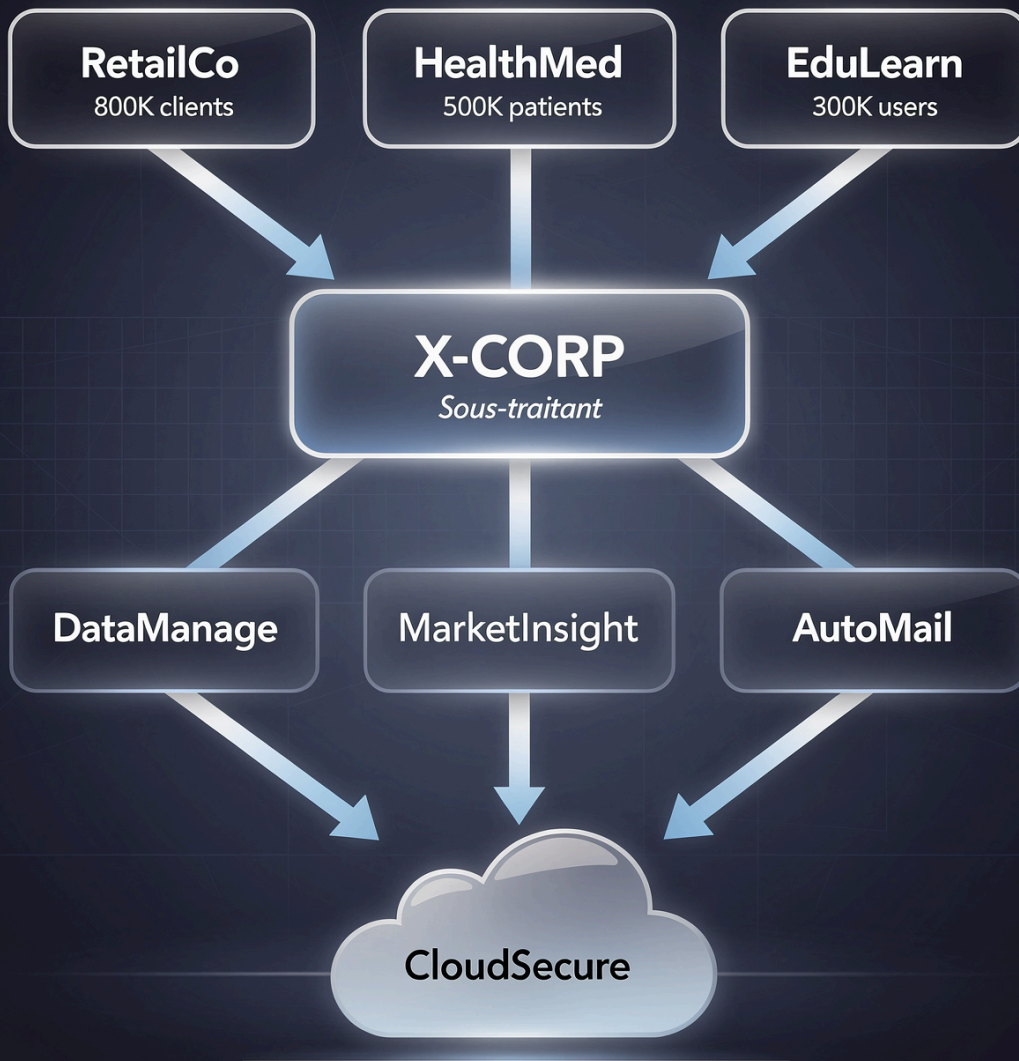 RetailCo
800K clients
HealthMed
500K patients
EduLearn
300K users
X-CORP
Sous-traitant
DataManage
MarketInsight
AutoMail
CloudSecure